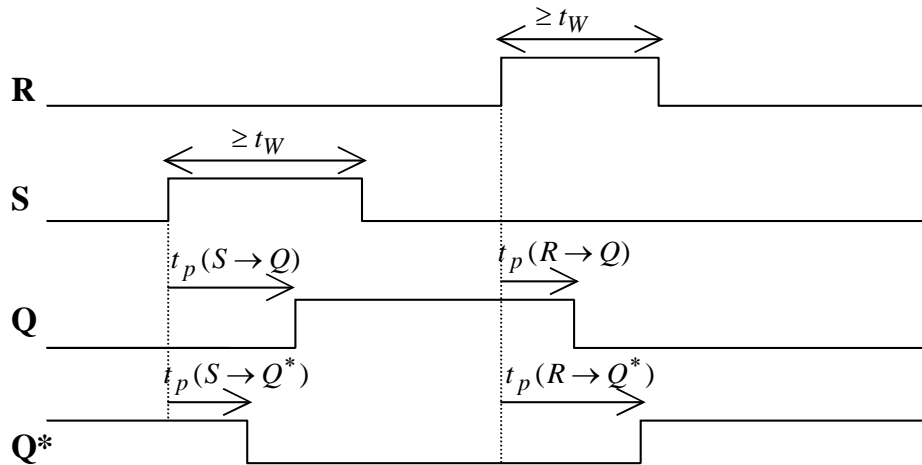 ≥ t_W
R
≥ t_W
S
t_p(S → Q)
t_p(R → Q)
Q
t_p(S → Q*)
t_p(R → Q*)
Q*